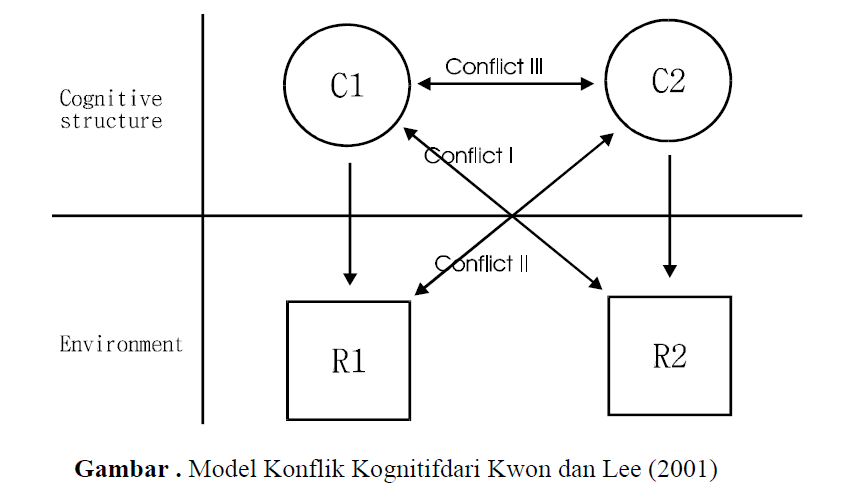 C1
Conflict III
C2
Cognitive
structure
Conflict I
Conflict II
Environment
R1
R2
Gambar . Model Konflik Kognitifdari Kwon dan Lee (2001)